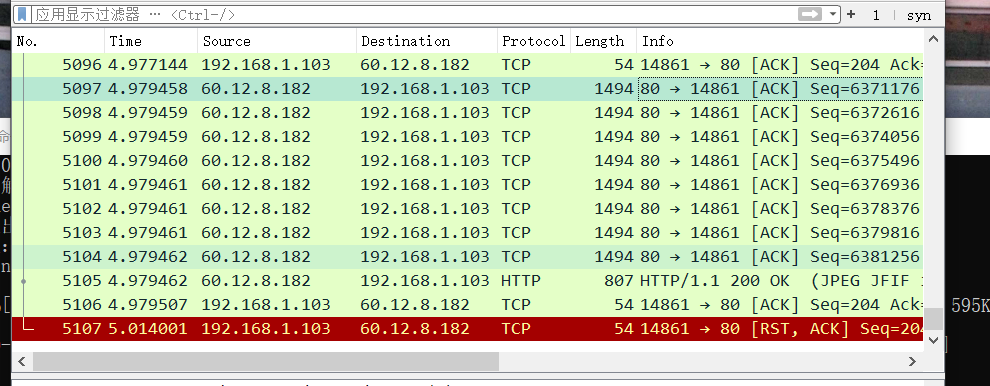 应用显示过滤器 … <Ctrl-/> + 1 syn
No. Time Source Destination Protocol Length Info
5096 4.977144 192.168.1.103 60.12.8.182 TCP 54 14861 → 80 [ACK] Seq=204 Ack=
5097 4.979458 60.12.8.182 192.168.1.103 TCP 1494 80 → 14861 [ACK] Seq=6371176
5098 4.979459 60.12.8.182 192.168.1.103 TCP 1494 80 → 14861 [ACK] Seq=6372616
5099 4.979459 60.12.8.182 192.168.1.103 TCP 1494 80 → 14861 [ACK] Seq=6374056
5100 4.979460 60.12.8.182 192.168.1.103 TCP 1494 80 → 14861 [ACK] Seq=6375496
5101 4.979461 60.12.8.182 192.168.1.103 TCP 1494 80 → 14861 [ACK] Seq=6376936
5102 4.979461 60.12.8.182 192.168.1.103 TCP 1494 80 → 14861 [ACK] Seq=6378376
5103 4.979461 60.12.8.182 192.168.1.103 TCP 1494 80 → 14861 [ACK] Seq=6379816
5104 4.979462 60.12.8.182 192.168.1.103 TCP 1494 80 → 14861 [ACK] Seq=6381256
5105 4.979462 60.12.8.182 192.168.1.103 HTTP 807 HTTP/1.1 200 OK (JPEG JFIF
5106 4.979507 192.168.1.103 60.12.8.182 TCP 54 14861 → 80 [ACK] Seq=204 Ack=
595K
5107 5.014001 192.168.1.103 60.12.8.182 TCP 54 14861 → 80 [RST, ACK] Seq=204